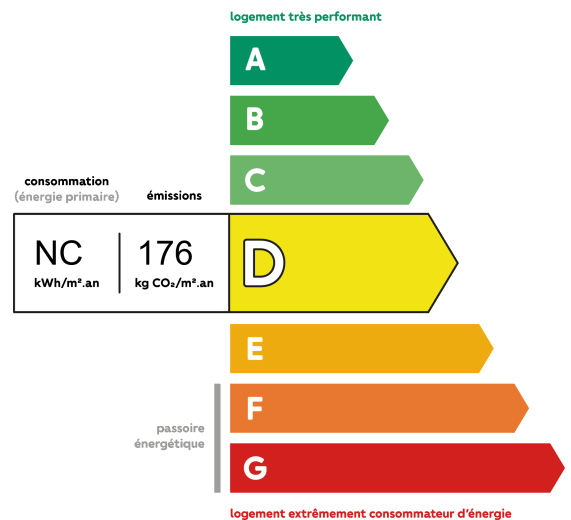 logement très performant
A
B
C
consommation
(énergie primaire)
émissions
NC
176
kWh/m².an
kg CO₂/m².an
D
E
F
passoire
énergétique
G
logement extrêmement consommateur d'énergie